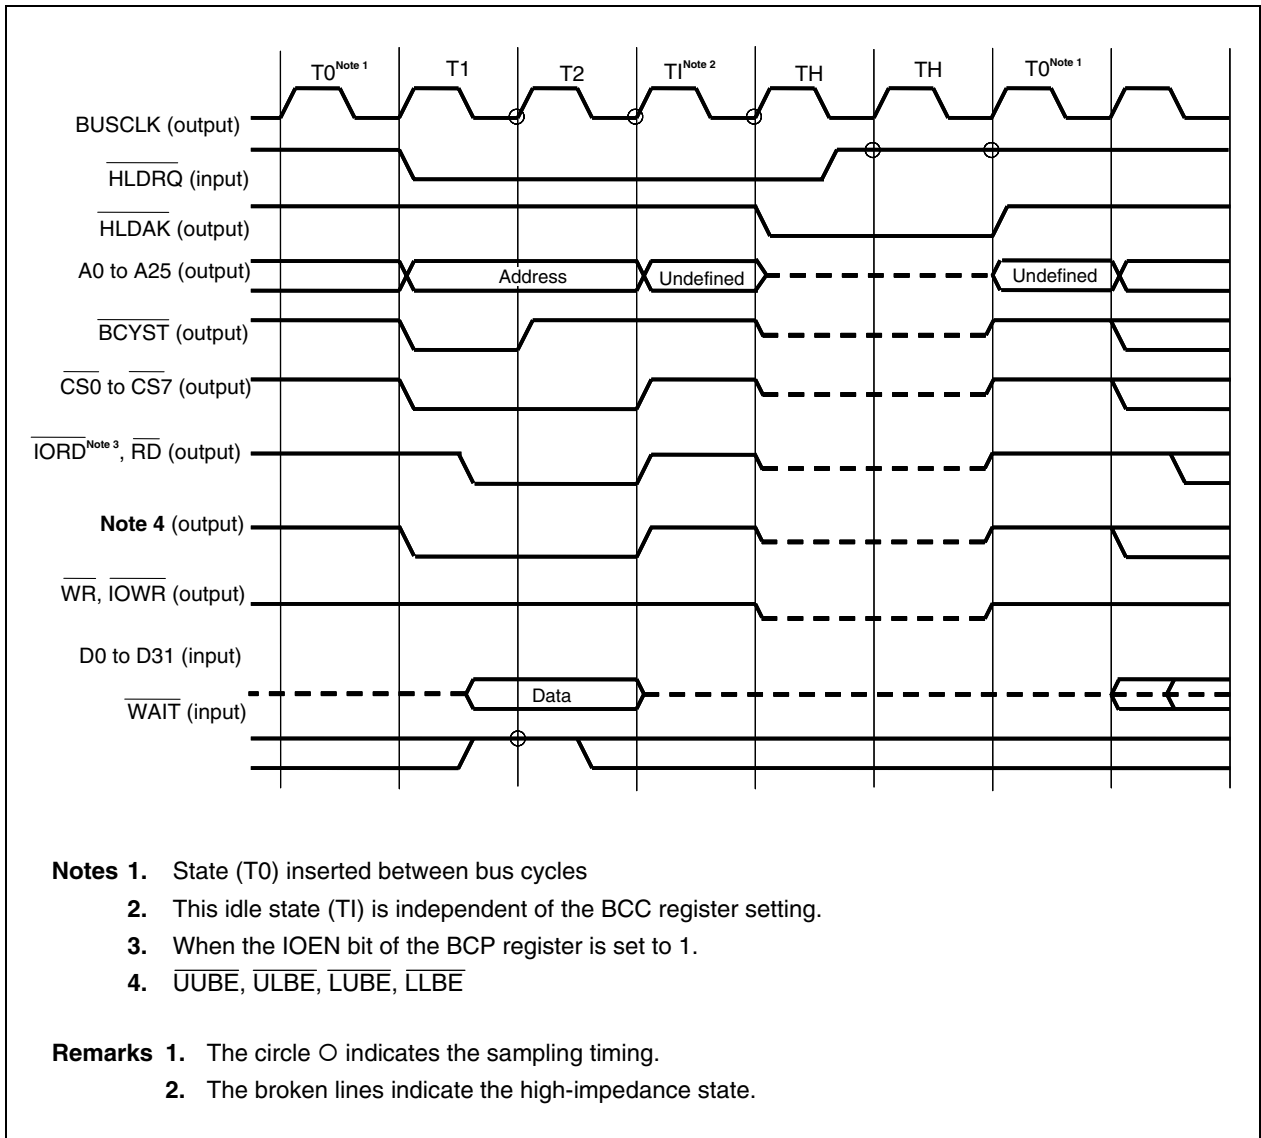 T0Note 1 T1 T2 TINote 2 TH TH T0Note 1
BUSCLK (output)
HLDRQ (input)
HLDAK (output)
A0 to A25 (output) Address Undefined Undefined
BCYST (output)
CS0 to CS7 (output)
IORDNote 3, RD (output)
Note 4 (output)
WR, IOWR (output)
D0 to D31 (input)
Data
WAIT (input)
Notes 1. State (T0) inserted between bus cycles
2. This idle state (TI) is independent of the BCC register setting.
3. When the IOEN bit of the BCP register is set to 1.
4. UUBE, ULBE, LUBE, LLBE
Remarks 1. The circle O indicates the sampling timing.
2. The broken lines indicate the high-impedance state.